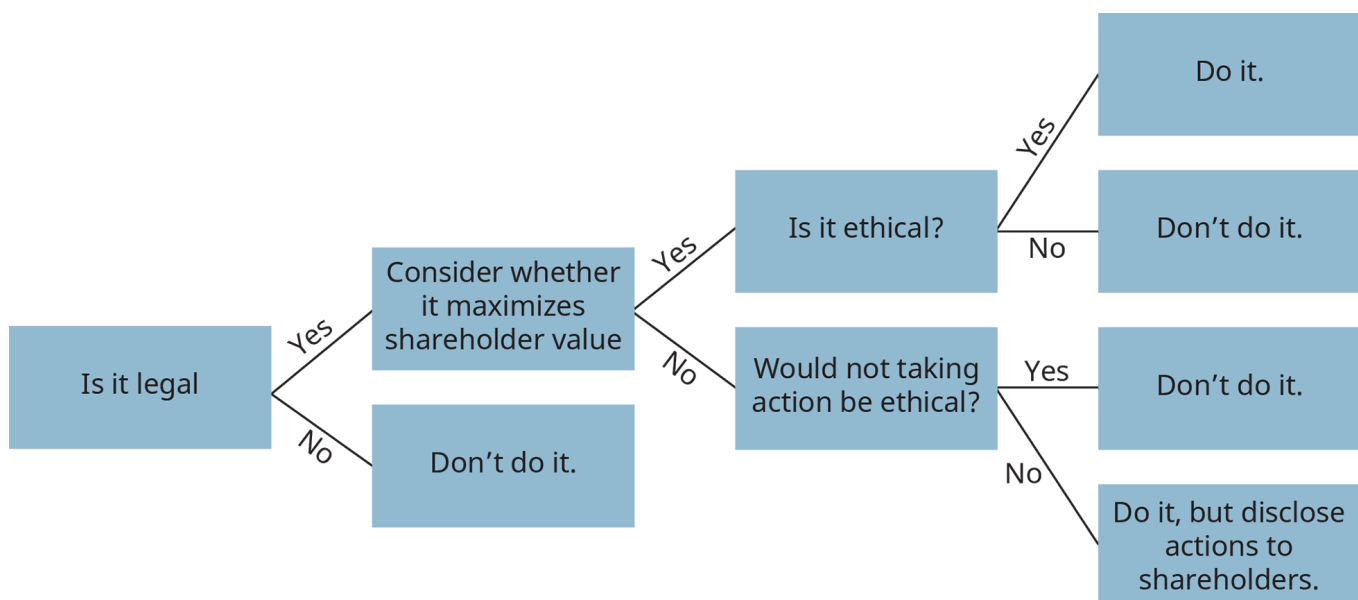 Is it legal
Yes
No
Consider whether
it maximizes
shareholder value
Don’t do it.
Yes
No
Is it ethical?
Would not taking
action be ethical?
Yes
No
Yes
No
Do it.
Don’t do it.
Don’t do it.
Do it, but disclose
actions to
shareholders.